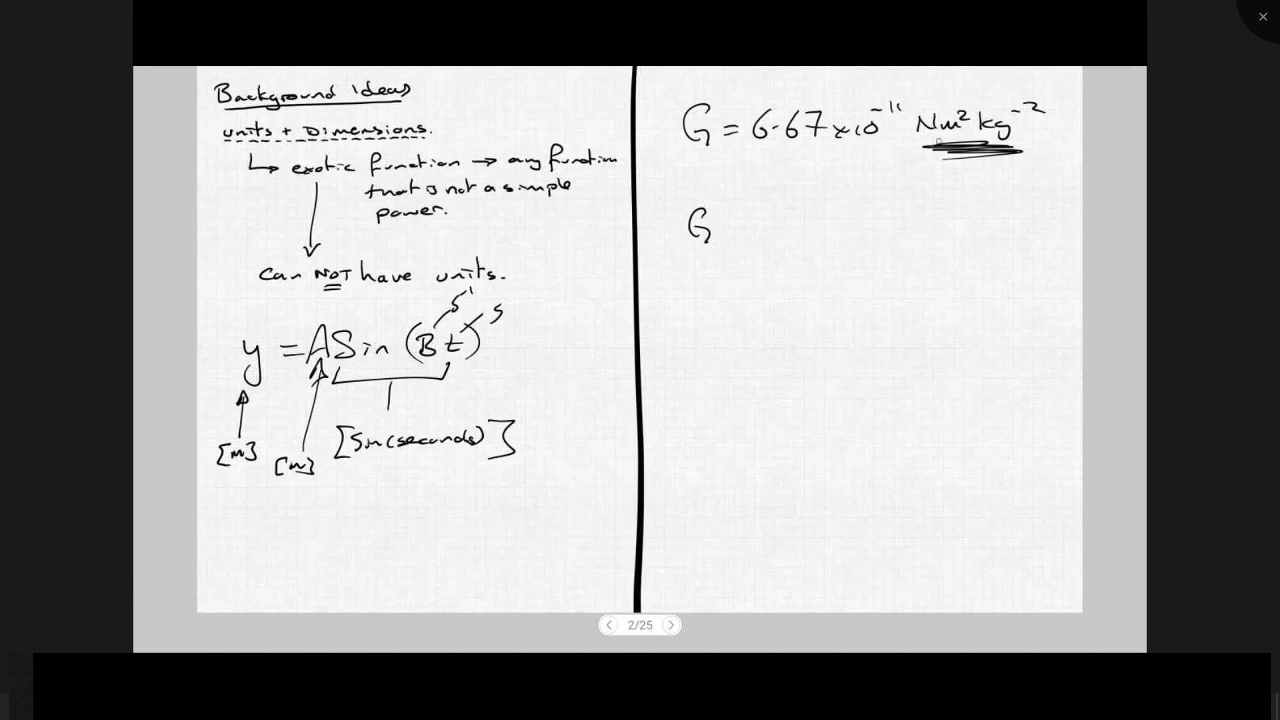 Background Ideas
units + Dimensions.
↳ exotic function → any function
that is not a simple
power.
can NOT have units.
s⁻¹ s
y = A Sin (Bt)
[m] [m] [Sin(seconds)]
G = 6.67 × 10⁻¹¹ Nm² kg⁻²
G
2/25